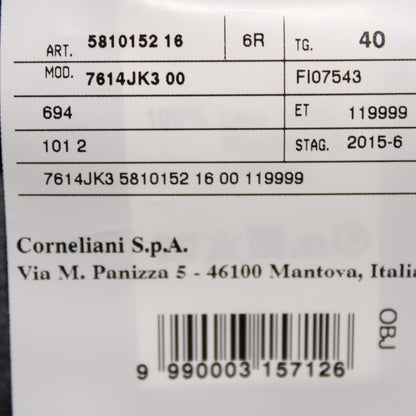 ART. 5810152 16 6R TG. 40
MOD. 7614JK3 00 FI07543
694 ET 119999
101 2 STAG. 2015-6
7614JK3 5810152 16 00 119999
Corneliani S.p.A.
Via M. Panizza 5 - 46100 Mantova, Italia
OBJ
9 990003 157126